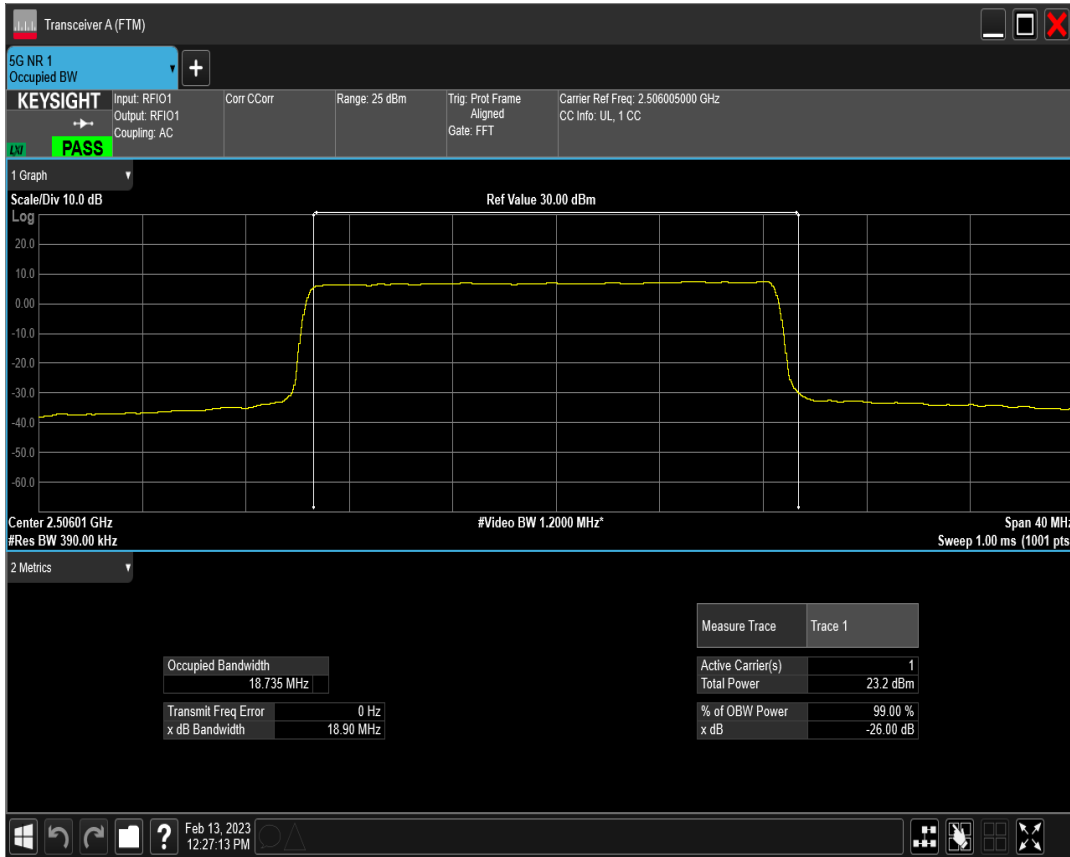 Transceiver A (FTM)
5G NR 1
Occupied BW
+
KEYSIGHT
LXI
PASS
Input: RFIO1
Output: RFIO1
Coupling: AC
Corr CCorr
Range: 25 dBm
Trig: Prot Frame
Aligned
Gate: FFT
Carrier Ref Freq: 2.506005000 GHz
CC Info: UL, 1 CC
1 Graph
Scale/Div 10.0 dB
Ref Value 30.00 dBm
Log
20.0
10.0
0.00
-10.0
-20.0
-30.0
-40.0
-50.0
-60.0
Center 2.50601 GHz
#Video BW 1.2000 MHz*
Span 40 MHz
#Res BW 390.00 kHz
Sweep 1.00 ms (1001 pts
2 Metrics
Measure Trace Trace 1
Occupied Bandwidth
18.735 MHz
Active Carrier(s) 1
Total Power 23.2 dBm
Transmit Freq Error 0 Hz
x dB Bandwidth 18.90 MHz
% of OBW Power 99.00 %
x dB -26.00 dB
?
Feb 13, 2023
12:27:13 PM